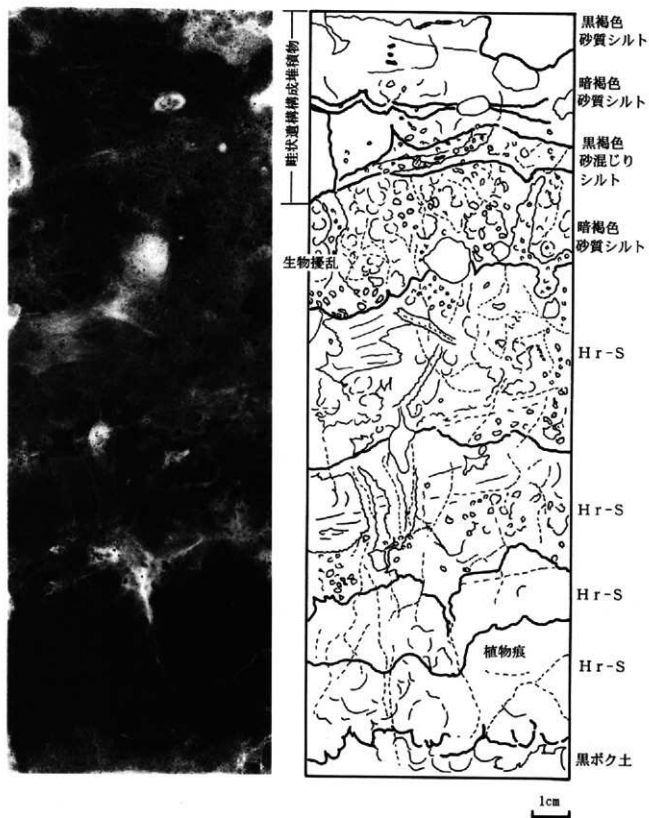 畦状遺構構成堆積物
黒褐色
砂質シルト
暗褐色
砂質シルト
黒褐色
砂混じり
シルト
暗褐色
砂質シルト
生物擾乱
Hr-S
Hr-S
Hr-S
植物痕
Hr-S
黒ボク土
1cm